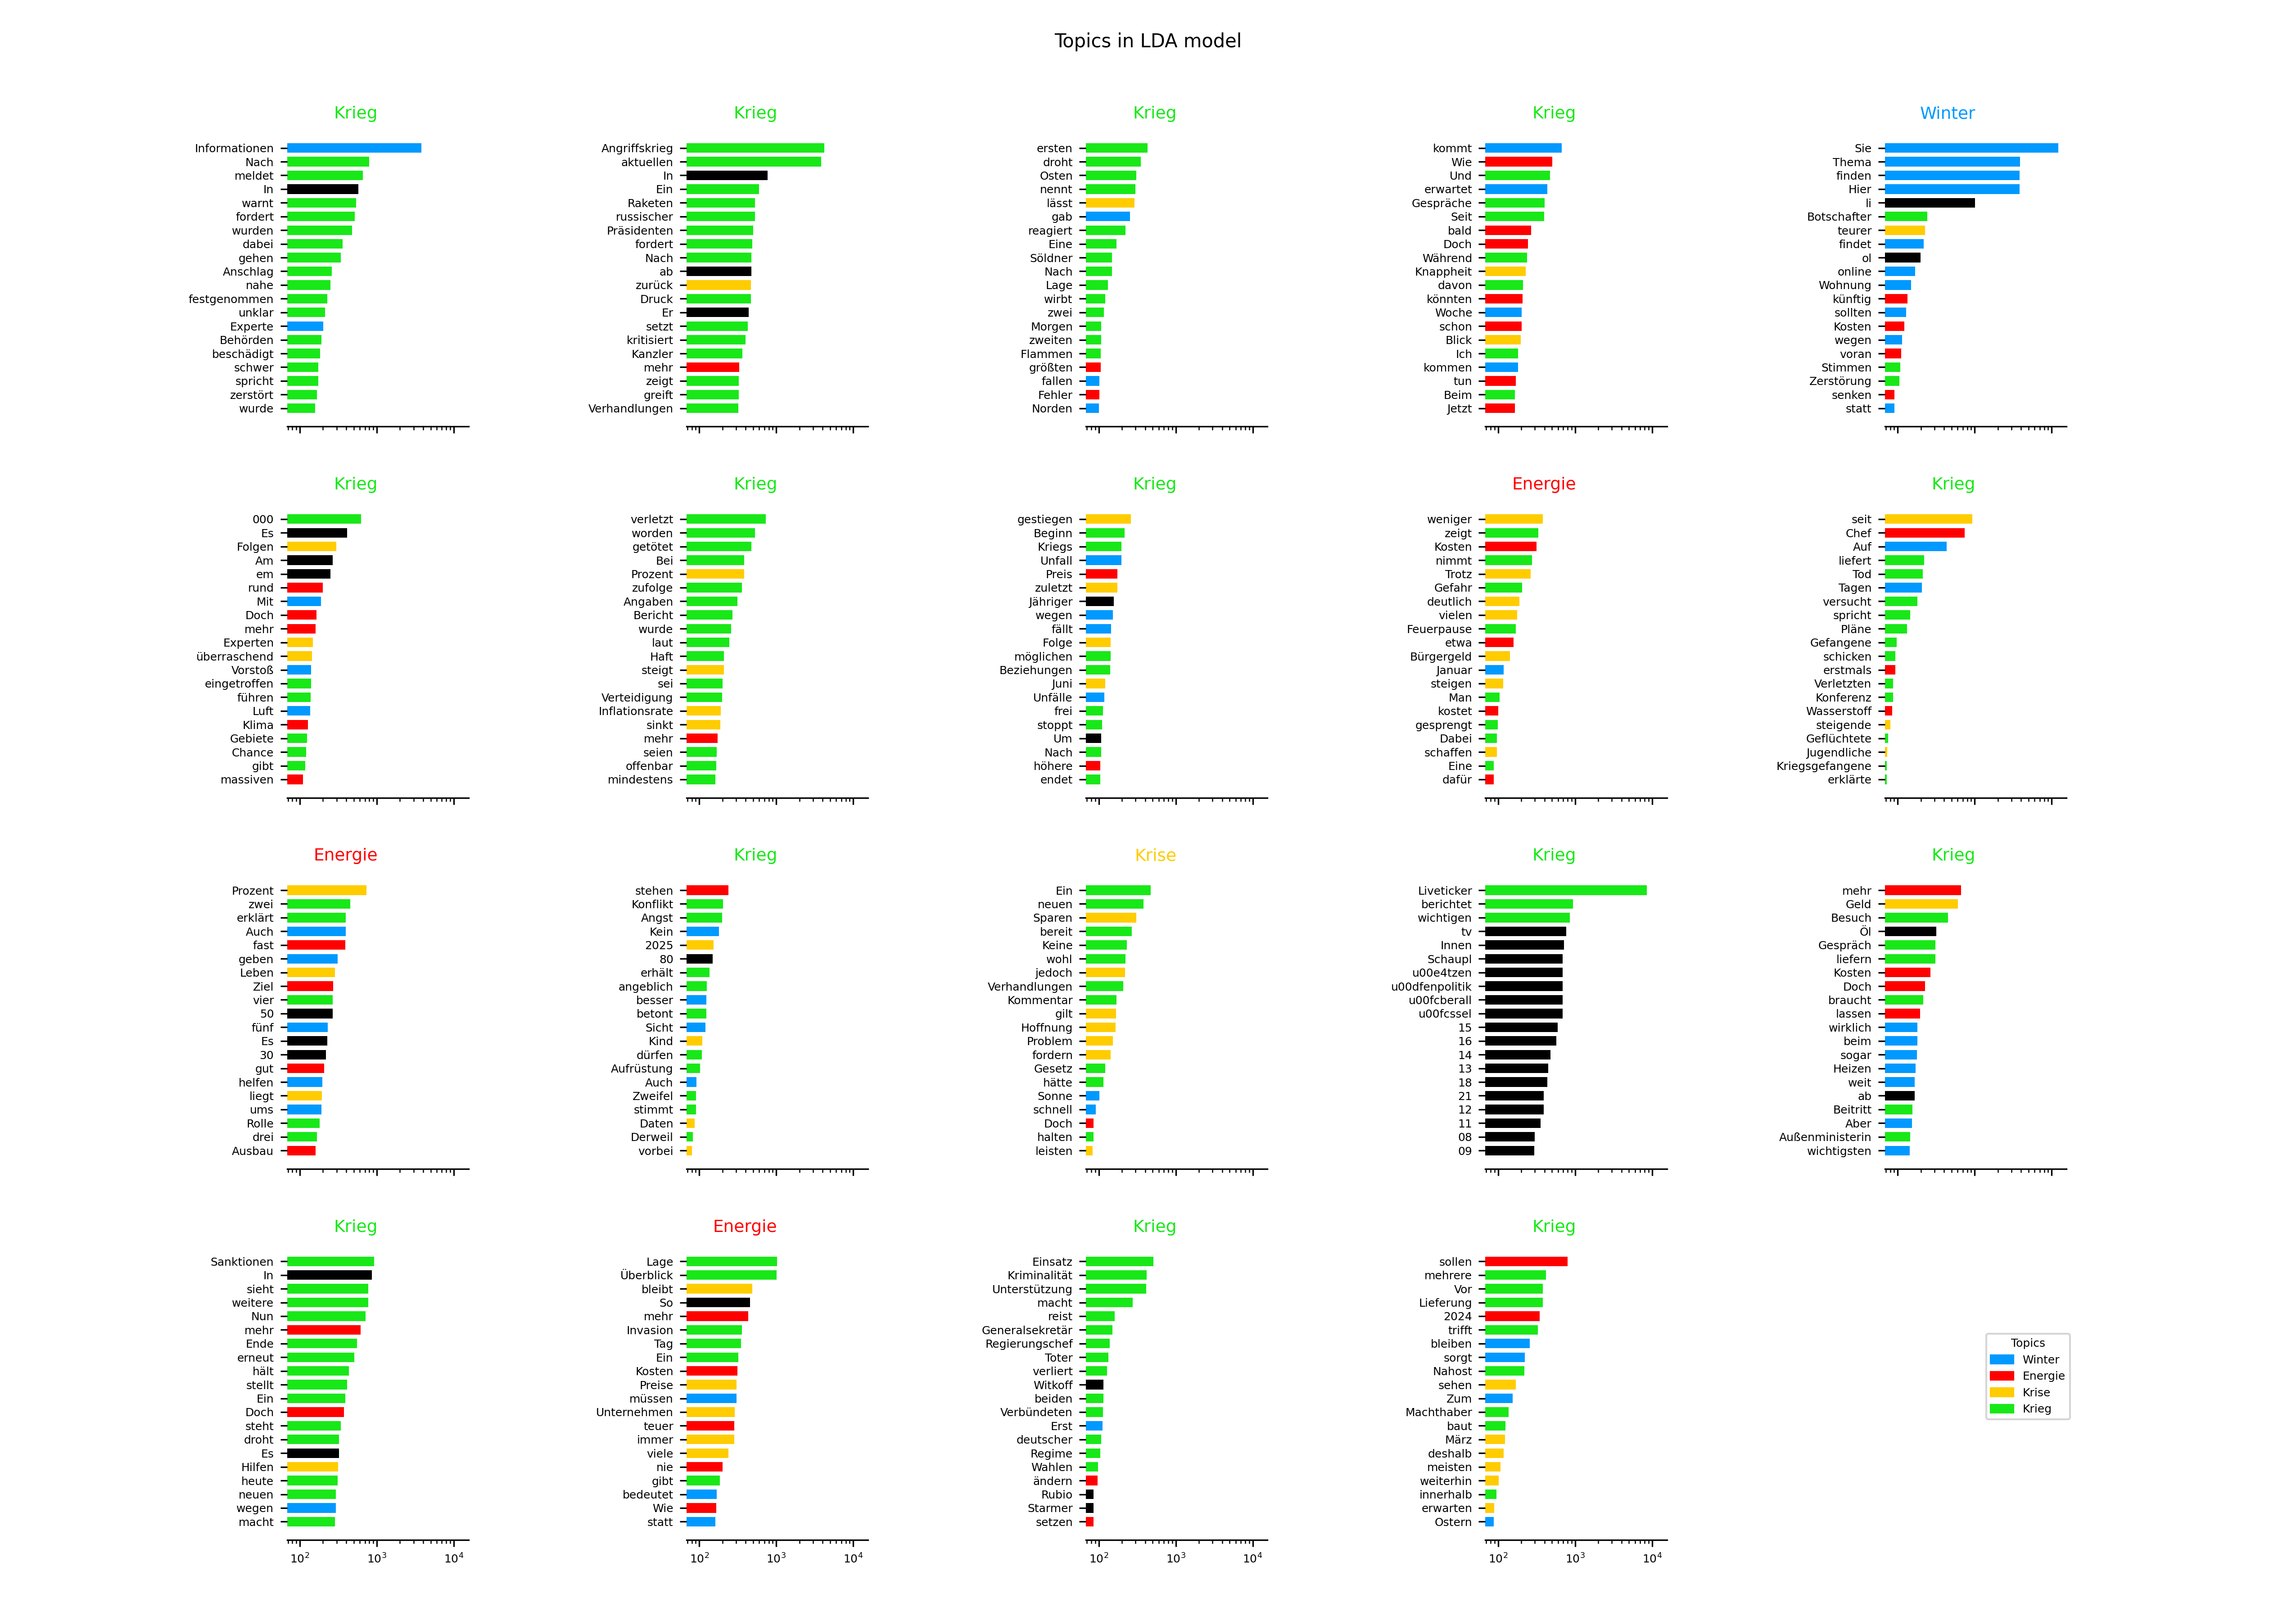 Topics in LDA model
Krieg
Informationen
Nach
meldet
In
warnt
fordert
wurden
dabei
gehen
Anschlag
nahe
festgenommen
unklar
Experte
Behörden
beschädigt
schwer
spricht
zerstört
wurde
Krieg
Angriffskrieg
aktuellen
In
Ein
Raketen
russischer
Präsidenten
fordert
Nach
ab
zurück
Druck
Er
setzt
kritisiert
Kanzler
mehr
zeigt
greift
Verhandlungen
Krieg
ersten
droht
Osten
nennt
lässt
gab
reagiert
Eine
Söldner
Nach
Lage
wirbt
zwei
Morgen
zweiten
Flammen
größten
fallen
Fehler
Norden
Krieg
kommt
Wie
Und
erwartet
Gespräche
Seit
bald
Doch
Während
Knappheit
davon
könnten
Woche
schon
Blick
Ich
kommen
tun
Beim
Jetzt
Winter
Sie
Thema
finden
Hier
li
Botschafter
teurer
findet
ol
online
Wohnung
künftig
sollten
Kosten
wegen
voran
Stimmen
Zerstörung
senken
statt
Krieg
000
Es
Folgen
Am
em
rund
Mit
Doch
mehr
Experten
überraschend
Vorstoß
eingetroffen
führen
Luft
Klima
Gebiete
Chance
gibt
massiven
Krieg
verletzt
worden
getötet
Bei
Prozent
zufolge
Angaben
Bericht
wurde
laut
Haft
steigt
sei
Verteidigung
Inflationsrate
sinkt
mehr
seien
offenbar
mindestens
Krieg
gestiegen
Beginn
Kriegs
Unfall
Preis
zuletzt
Jähriger
wegen
fällt
Folge
möglichen
Beziehungen
Juni
Unfälle
frei
stoppt
Um
Nach
höhere
endet
Energie
weniger
zeigt
Kosten
nimmt
Trotz
Gefahr
deutlich
vielen
Feuerpause
etwa
Bürgergeld
Januar
steigen
Man
kostet
gesprengt
Dabei
schaffen
Eine
dafür
Krieg
seit
Chef
Auf
liefert
Tod
Tagen
versucht
spricht
Pläne
Gefangene
schicken
erstmals
Verletzten
Konferenz
Wasserstoff
steigende
Geflüchtete
Jugendliche
Kriegsgefangene
erklärte
Energie
Prozent
zwei
erklärt
Auch
fast
geben
Leben
Ziel
vier
50
fünf
Es
30
gut
helfen
liegt
ums
Rolle
drei
Ausbau
Krieg
stehen
Konflikt
Angst
Kein
2025
80
erhält
angeblich
besser
betont
Sicht
Kind
dürfen
Aufrüstung
Auch
Zweifel
stimmt
Daten
Derweil
vorbei
Krise
Ein
neuen
Sparen
bereit
Keine
wohl
jedoch
Verhandlungen
Kommentar
gilt
Hoffnung
Problem
fordern
Gesetz
hätte
Sonne
schnell
Doch
halten
leisten
Krieg
Liveticker
berichtet
wichtigen
tv
Innen
Schaupl
u00e4tzen
u00dfenpolitik
u00fcberall
u00fcssel
15
16
14
13
18
21
12
11
08
09
Krieg
mehr
Geld
Besuch
Öl
Gespräch
liefern
Kosten
Doch
braucht
lassen
wirklich
beim
sogar
Heizen
weit
ab
Beitritt
Aber
Außenministerin
wichtigsten
Krieg
Sanktionen
In
sieht
weitere
Nun
mehr
Ende
erneut
hält
stellt
Ein
Doch
steht
droht
Es
Hilfen
heute
neuen
wegen
macht
10² 10³ 10⁴
Energie
Lage
Überblick
bleibt
So
mehr
Invasion
Tag
Ein
Kosten
Preise
müssen
Unternehmen
teuer
immer
viele
nie
gibt
bedeutet
Wie
statt
10² 10³ 10⁴
Krieg
Einsatz
Kriminalität
Unterstützung
macht
reist
Generalsekretär
Regierungschef
Toter
verliert
Witkoff
beiden
Verbündeten
Erst
deutscher
Regime
Wahlen
ändern
Rubio
Starmer
setzen
10² 10³ 10⁴
Krieg
sollen
mehrere
Vor
Lieferung
2024
trifft
bleiben
sorgt
Nahost
sehen
Zum
Machthaber
baut
März
deshalb
meisten
weiterhin
innerhalb
erwarten
Ostern
10² 10³ 10⁴
Topics
Winter
Energie
Krise
Krieg